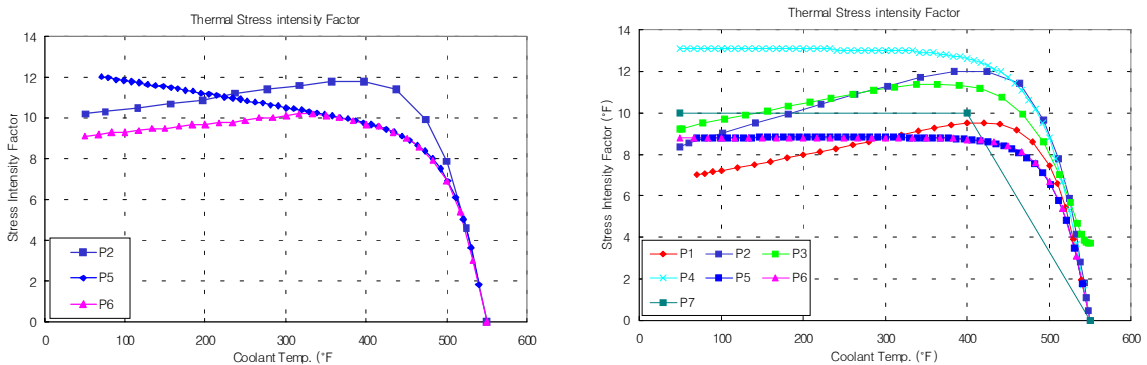 Thermal Stress intensity Factor
Stress Intensity Factor
14
12
10
8
6
4
2
0
0 100 200 300 400 500 600
Coolant Temp. (°F
P2
P5
P6
Thermal Stress intensity Factor
Stress Intensity Factor (°F)
14
12
10
8
6
4
2
0
0 100 200 300 400 500 600
Coolant Temp. (°F)
P1 P2 P3
P4 P5 P6
P7